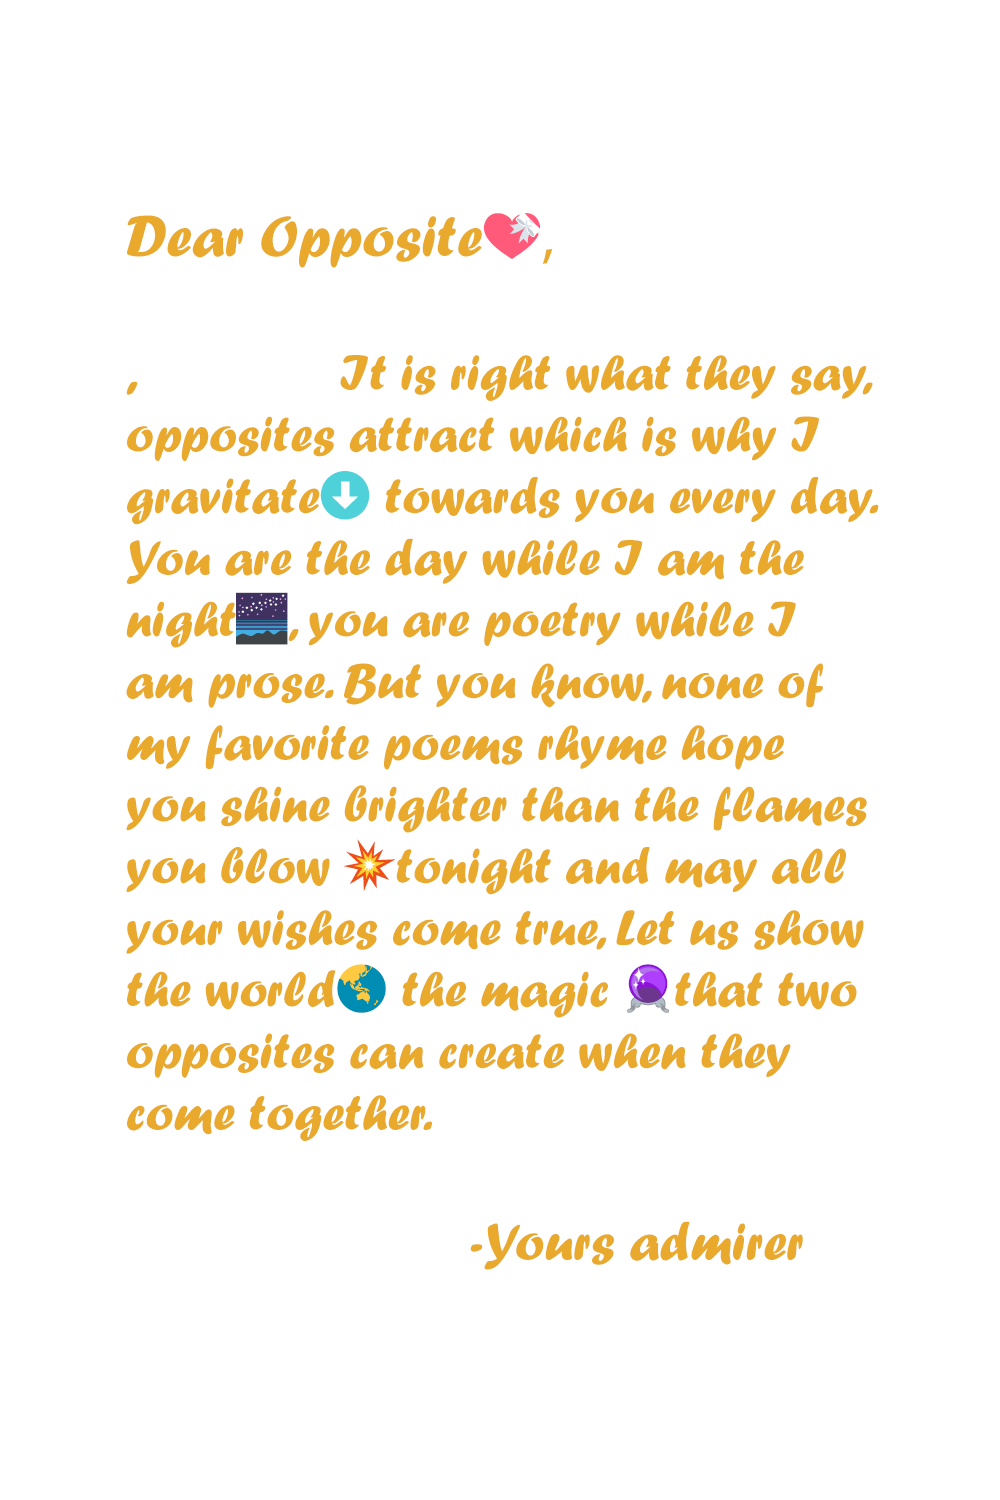 Dear Opposite💝,
, It is right what they say,
opposites attract which is why I
gravitate⬇️ towards you every day.
You are the day while I am the
night🌌, you are poetry while I
am prose. But you know, none of
my favorite poems rhyme hope
you shine brighter than the flames
you blow 💥tonight and may all
your wishes come true, Let us show
the world🌏 the magic 🔮that two
opposites can create when they
come together.
-Yours admirer